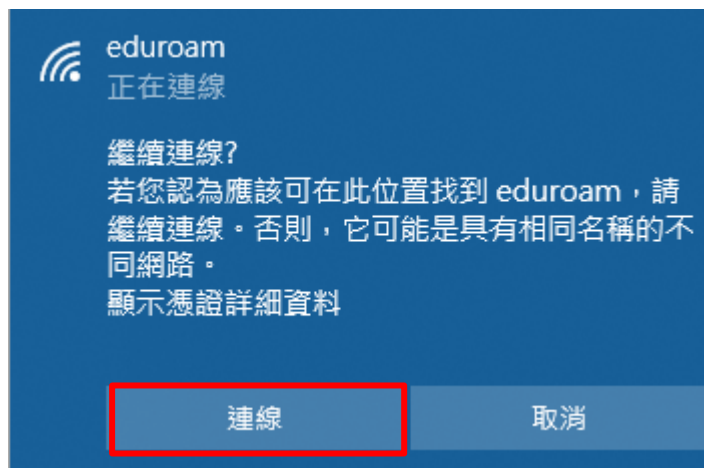 eduroam
正在連線
繼續連線?
若您認為應該可在此位置找到 eduroam，請
繼續連線。否則，它可能是具有相同名稱的不
同網路。
顯示憑證詳細資料
連線
取消